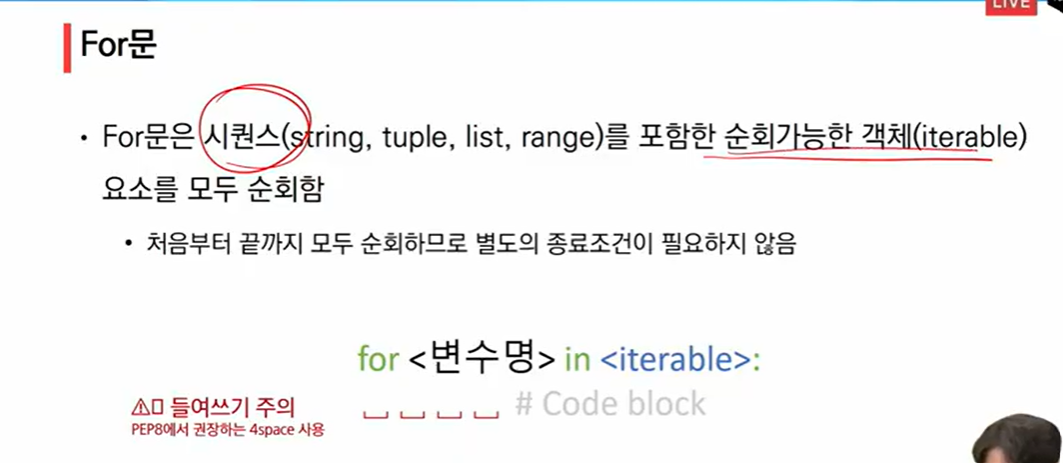 LIVE
For문
• For문은 시퀀스(string, tuple, list, range)를 포함한 순회가능한 객체(iterable)
요소를 모두 순회함
• 처음부터 끝까지 모두 순회하므로 별도의 종료조건이 필요하지 않음
for <변수명> in <iterable>:
⚠️ 들여쓰기 주의
PEP8에서 권장하는 4space 사용
# Code block